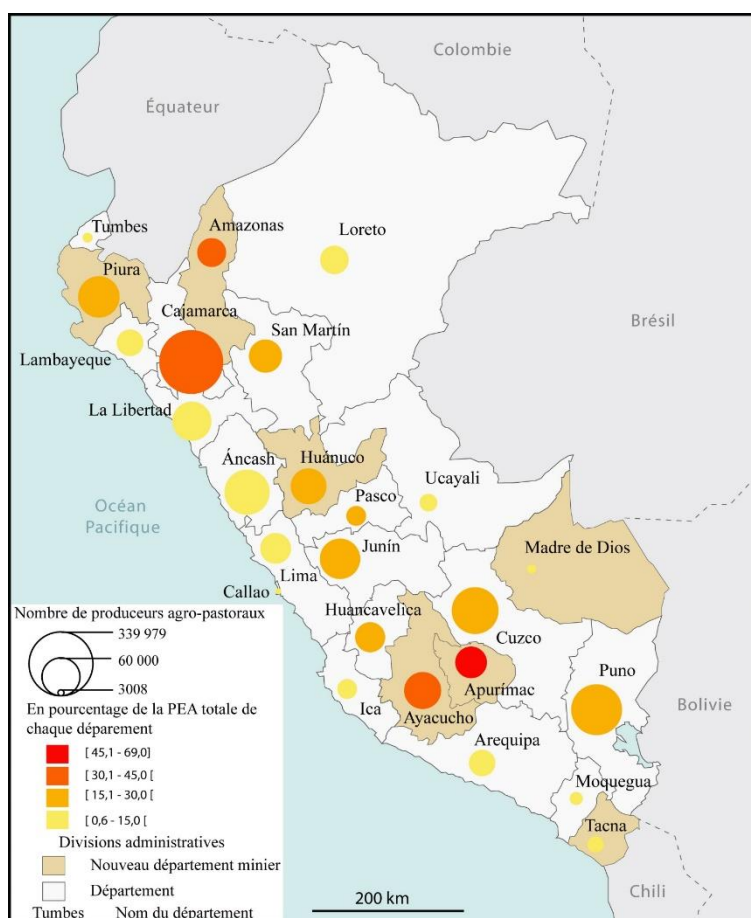 Colombie
Équateur
Tumbes
Amazonas
Loreto
Piura
Cajamarca
San Martín
Brésil
Lambayeque
La Libertad
Áncash
Huánuco
Ucayali
Pasco
Océan
Pacifique
Junín
Madre de Dios
Lima
Callao
Huancavelica
Cuzco
Puno
Apurímac
Ica
Ayacucho
Bolivie
Arequipa
Moquegua
Tacna
Chili
200 km
Nombre de producteurs agro-pastoraux
339 979
60 000
3008
En pourcentage de la PEA totale de
chaque déparement
[ 45,1 - 69,0]
[ 30,1 - 45,0 [
[ 15,1 - 30,0 [
[ 0,6 - 15,0 [
Divisions administratives
Nouveau département minier
Département
Tumbes Nom du département